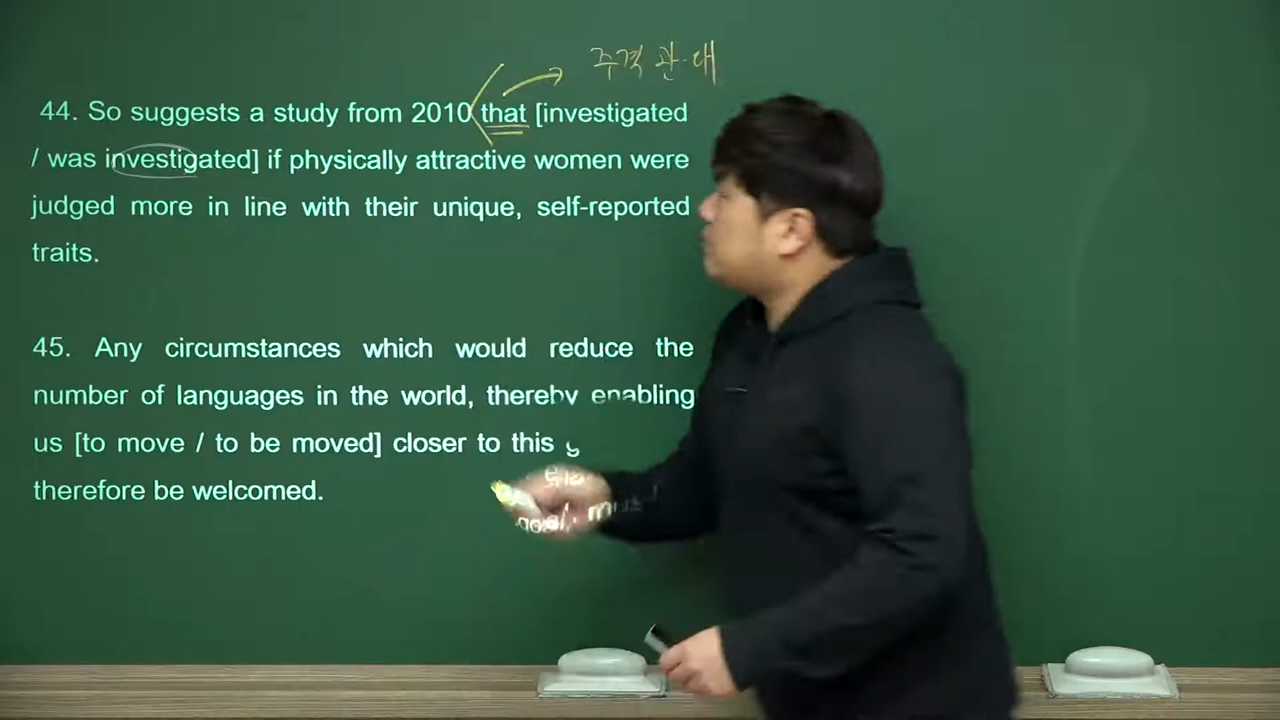 주격 관·대
44. So suggests a study from 2010 that [investigated
/ was investigated] if physically attractive women were
judged more in line with their unique, self-reported
traits.
45. Any circumstances which would reduce the
number of languages in the world, thereby enabling
us [to move / to be moved] closer to this
therefore be welcomed.